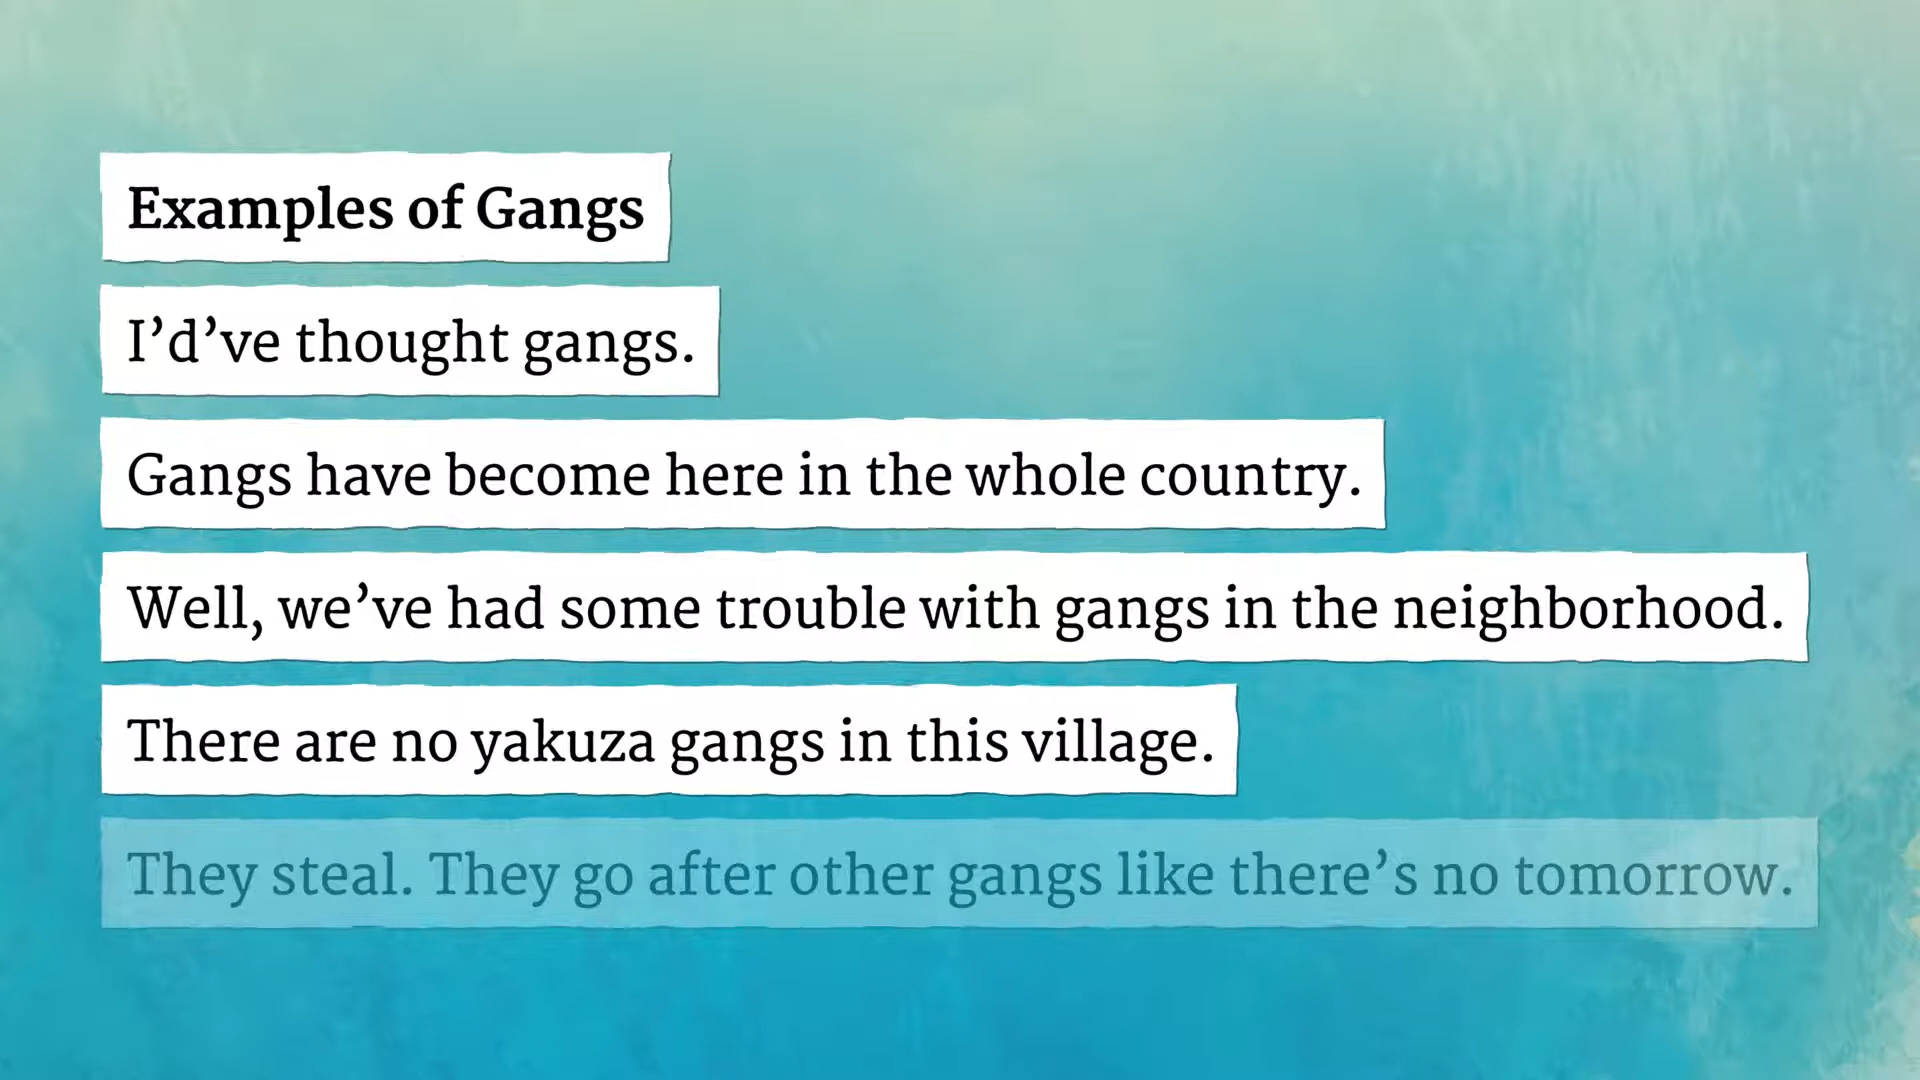 Examples of Gangs
I’d’ve thought gangs.
Gangs have become here in the whole country.
Well, we’ve had some trouble with gangs in the neighborhood.
There are no yakuza gangs in this village.
They steal. They go after other gangs like there’s no tomorrow.